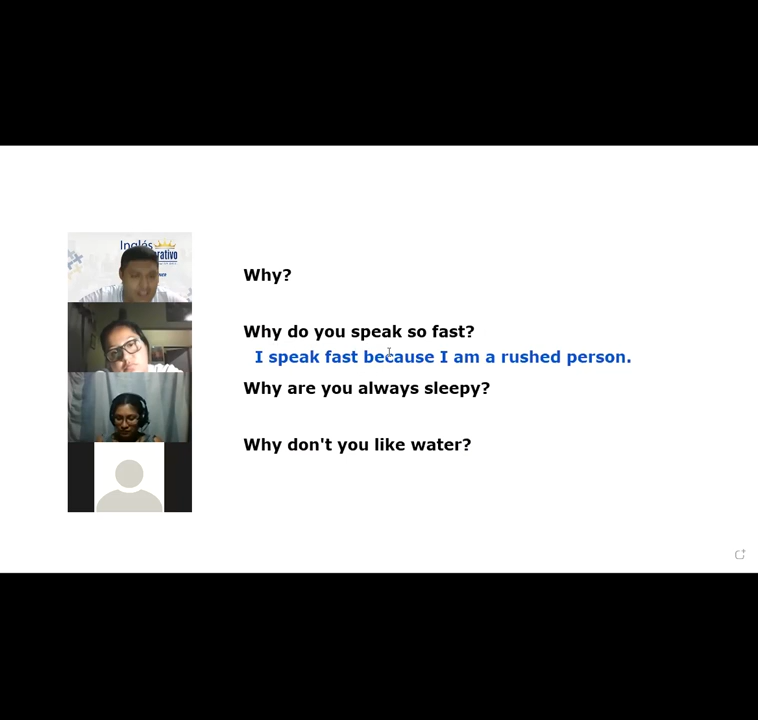 Inglés
Why?
Why do you speak so fast?
I speak fast because I am a rushed person.
Why are you always sleepy?
Why don't you like water?